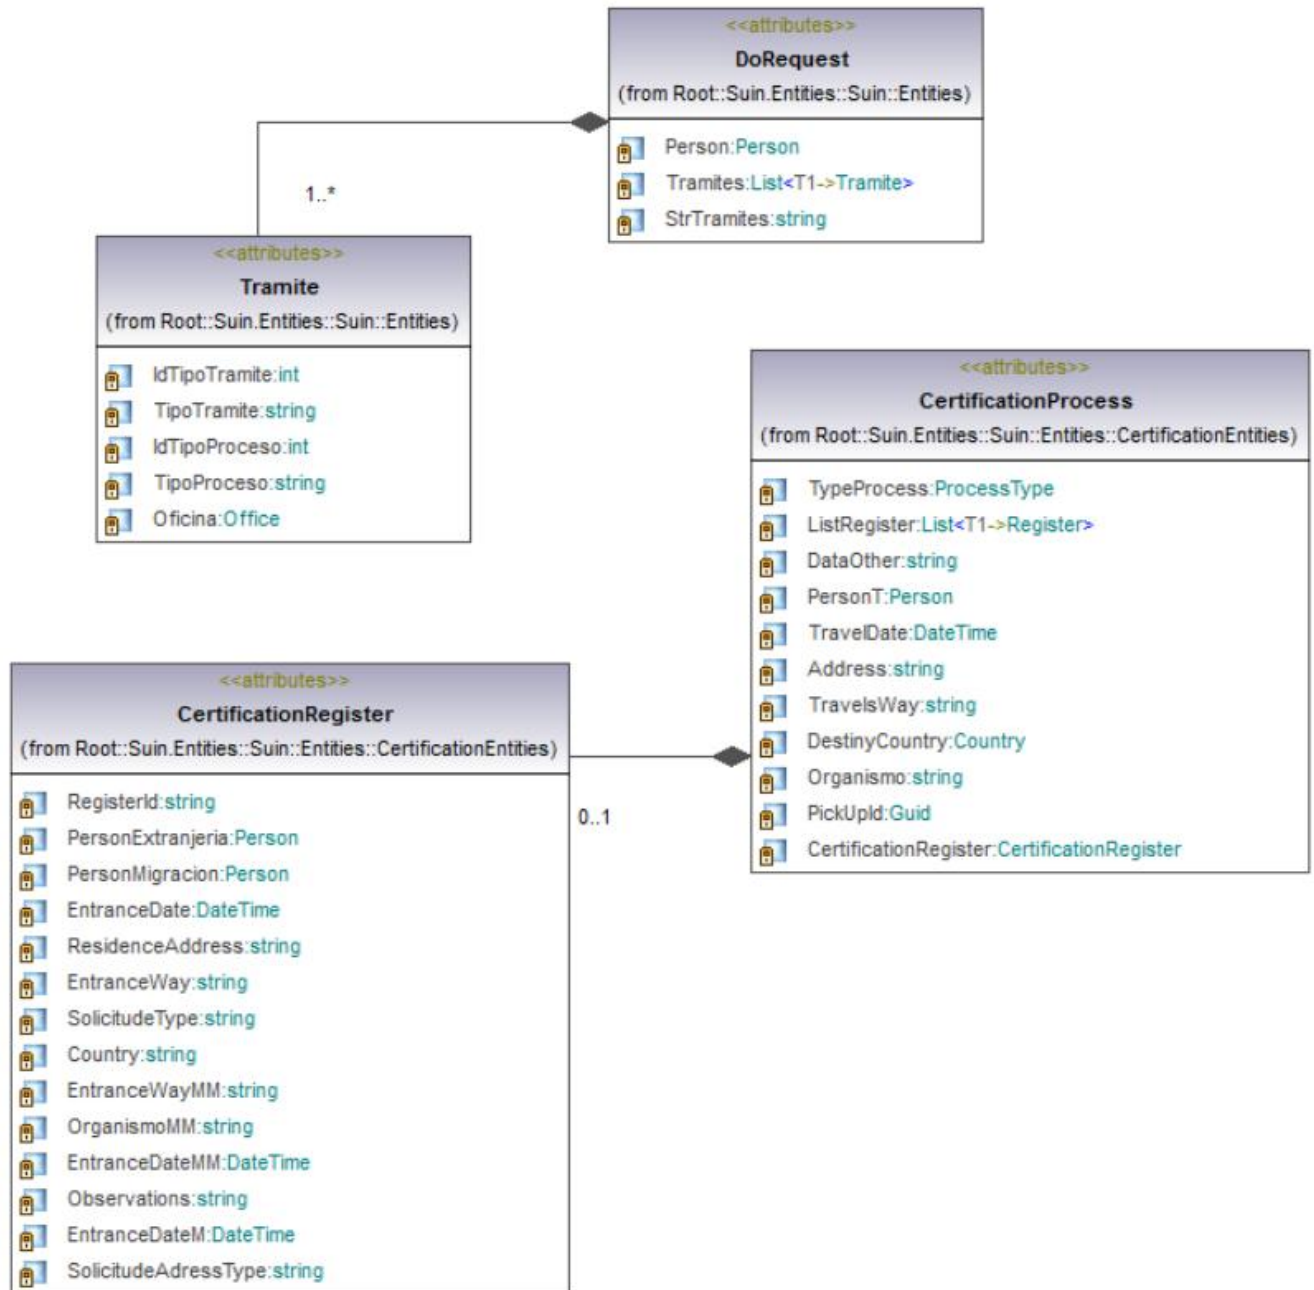 <<attributes>>
DoRequest
(from Root::Suin.Entities::Suin::Entities)
Person:Person
Tramites:List<T1->Tramite>
StrTramites:string
1..*
<<attributes>>
Tramite
(from Root::Suin.Entities::Suin::Entities)
IdTipoTramite:int
TipoTramite:string
IdTipoProceso:int
TipoProceso:string
Oficina:Office
<<attributes>>
CertificationProcess
(from Root::Suin.Entities::Suin::Entities::CertificationEntities)
TypeProcess:ProcessType
ListRegister:List<T1->Register>
DataOther:string
PersonT:Person
TravelDate:DateTime
Address:string
TravelsWay:string
DestinyCountry:Country
Organismo:string
PickUpId:Guid
CertificationRegister:CertificationRegister
0..1
<<attributes>>
CertificationRegister
(from Root::Suin.Entities::Suin::Entities::CertificationEntities)
RegisterId:string
PersonExtranjeria:Person
PersonMigracion:Person
EntranceDate:DateTime
ResidenceAddress:string
EntranceWay:string
SolicitudeType:string
Country:string
EntranceWayMM:string
OrganismoMM:string
EntranceDateMM:DateTime
Observations:string
EntranceDateM:DateTime
SolicitudeAdressType:string